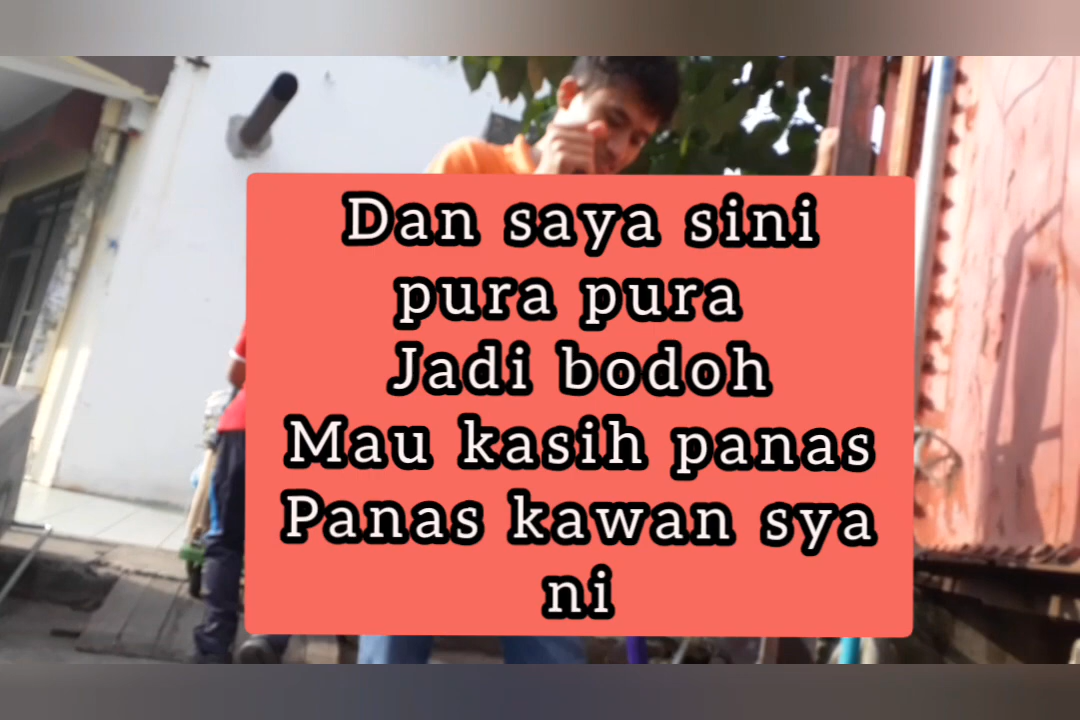 Dan saya sini
pura pura
Jadi bodoh
Mau kasih panas
Panas kawan sya
ni